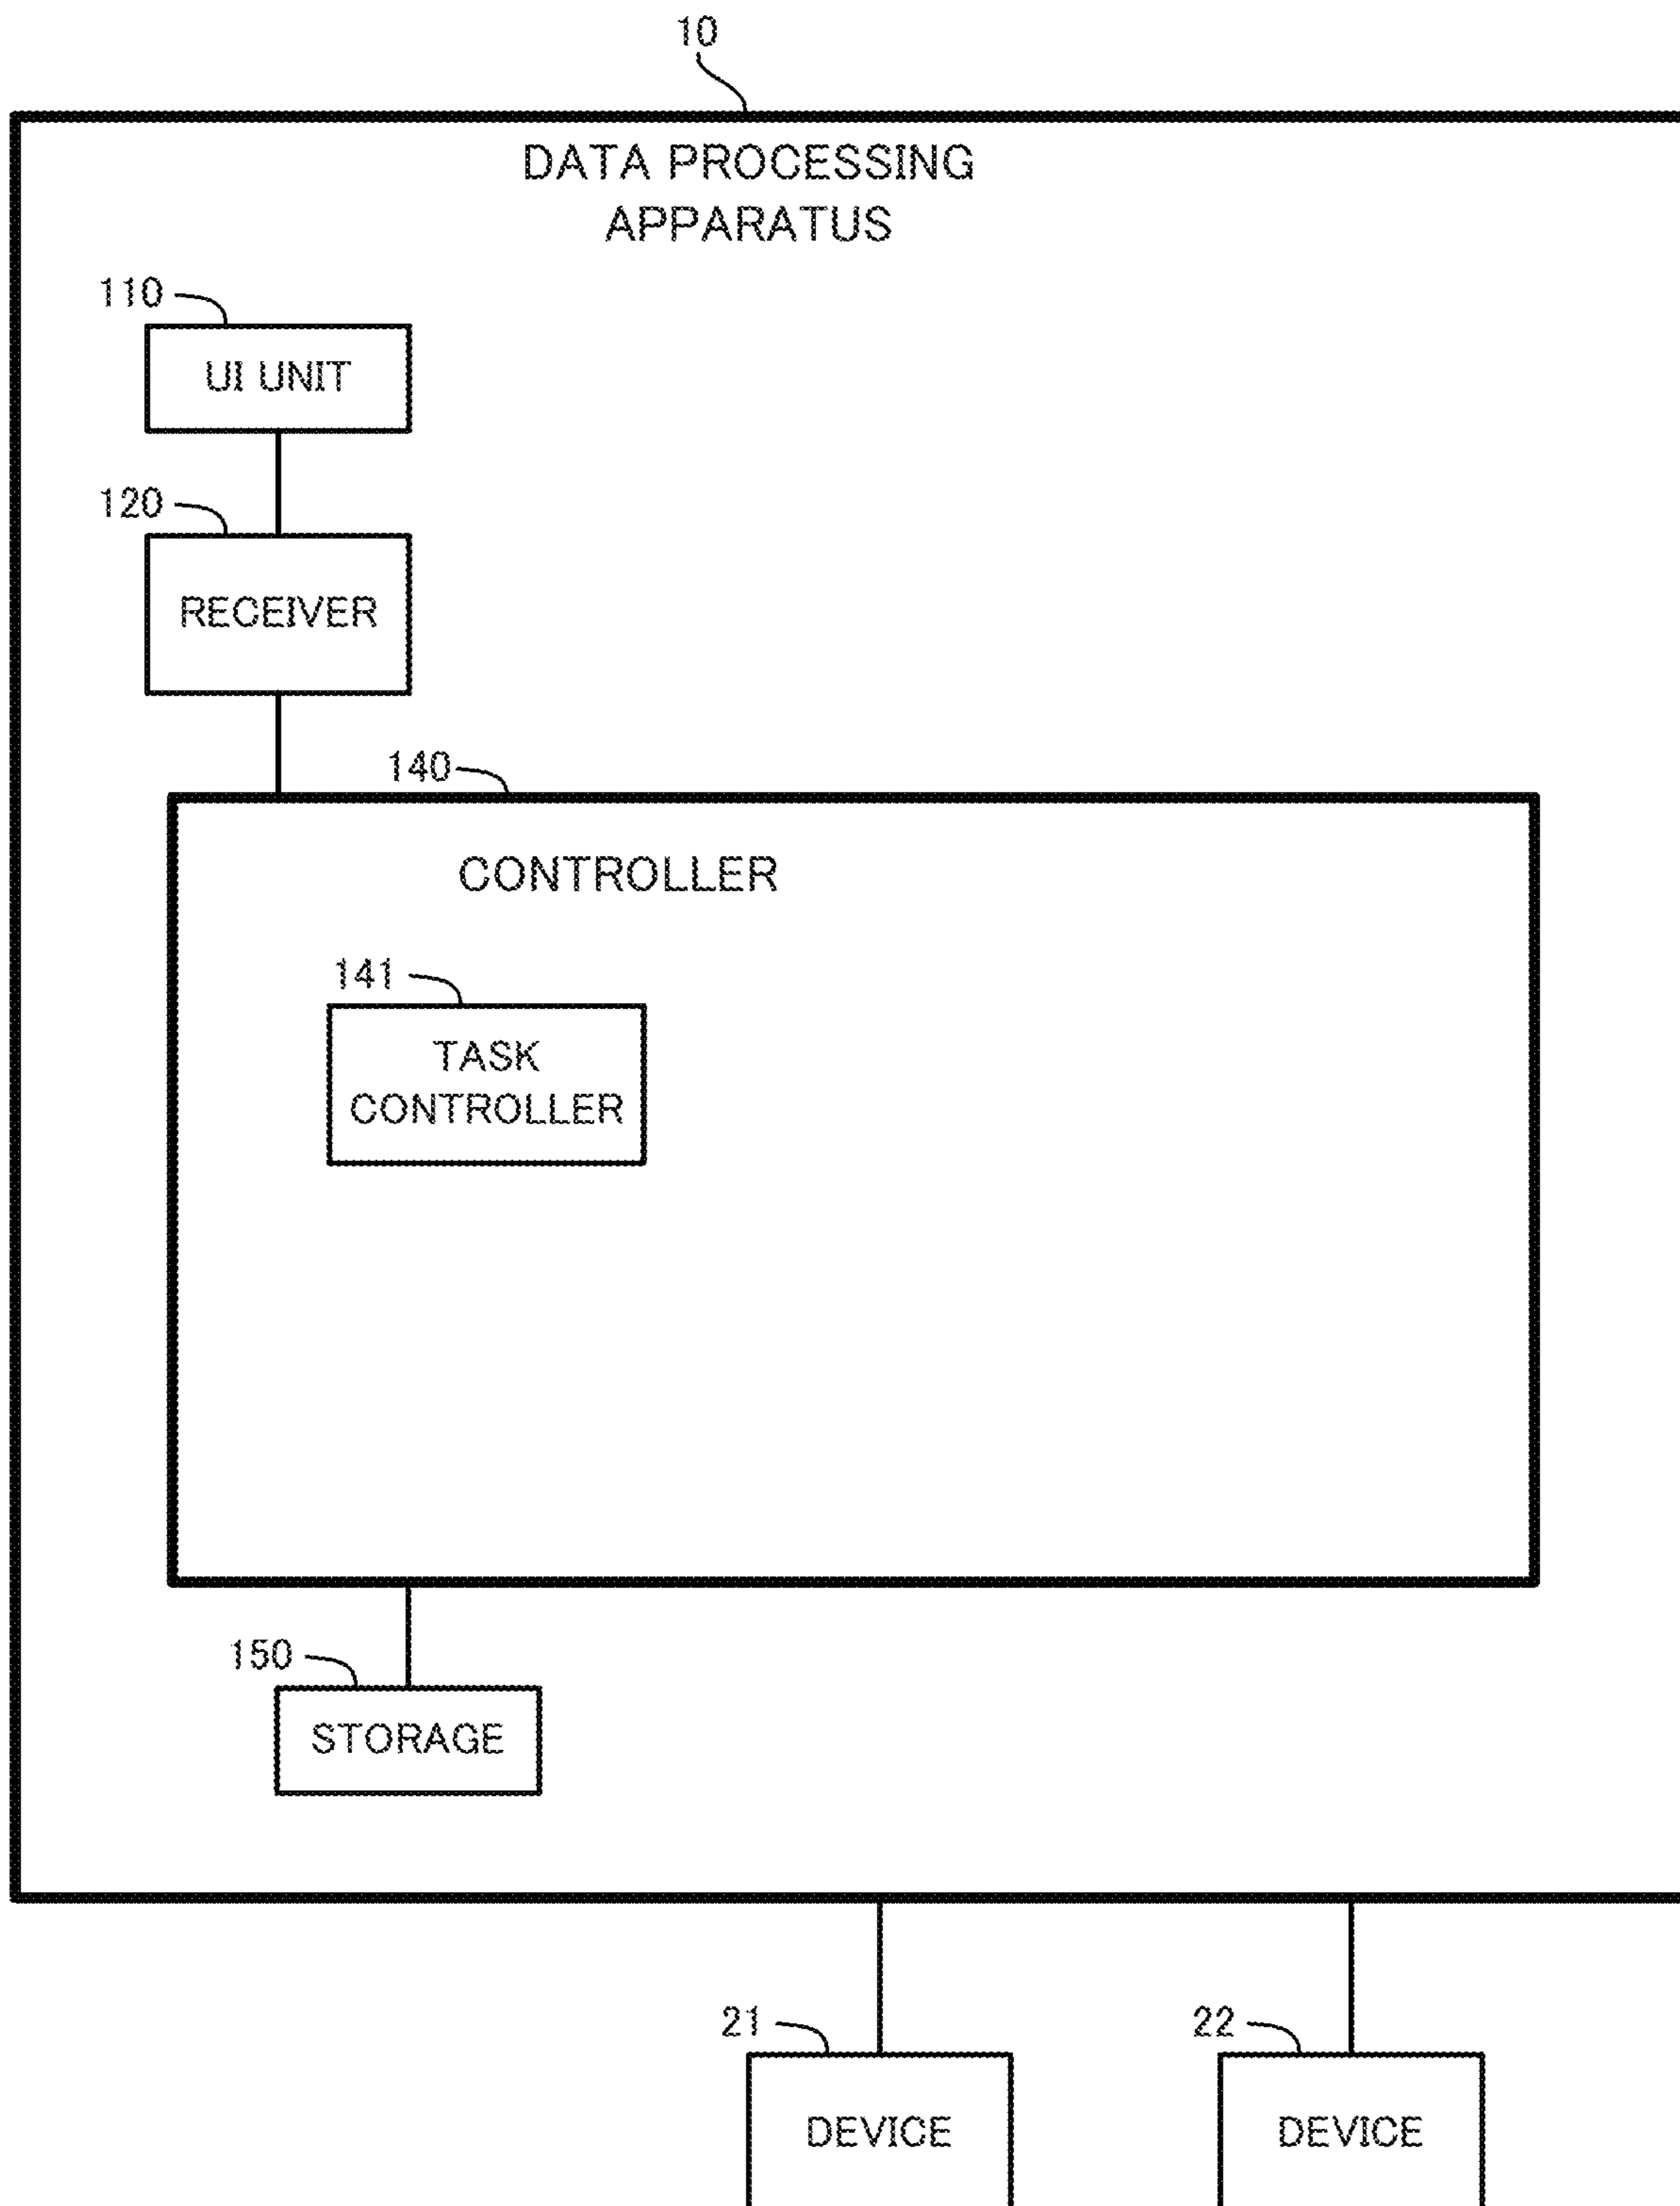 10
DATA PROCESSING
APPARATUS
110
UI UNIT
120
RECEIVER
140
CONTROLLER
141
TASK
CONTROLLER
150
STORAGE
21
22
DEVICE
DEVICE